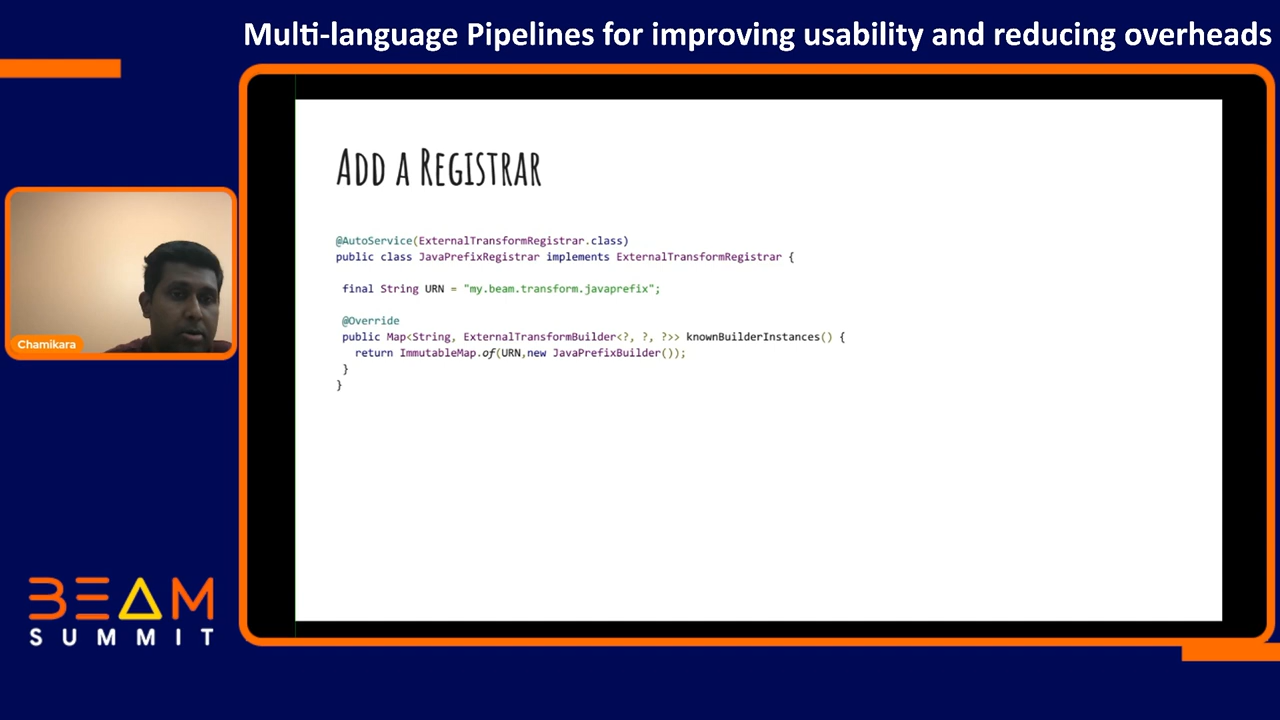 Multi-language Pipelines for improving usability and reducing overheads
ADD A REGISTRAR
@AutoService(ExternalTransformRegistrar.class)
public class JavaPrefixRegistrar implements ExternalTransformRegistrar {
final String URN = "my.beam.transform.javaprefix";
@Override
public Map<String, ExternalTransformBuilder<?, ?, ?>> knownBuilderInstances() {
return ImmutableMap.of(URN,new JavaPrefixBuilder());
}
}
Chamikara
BEAM
SUMMIT